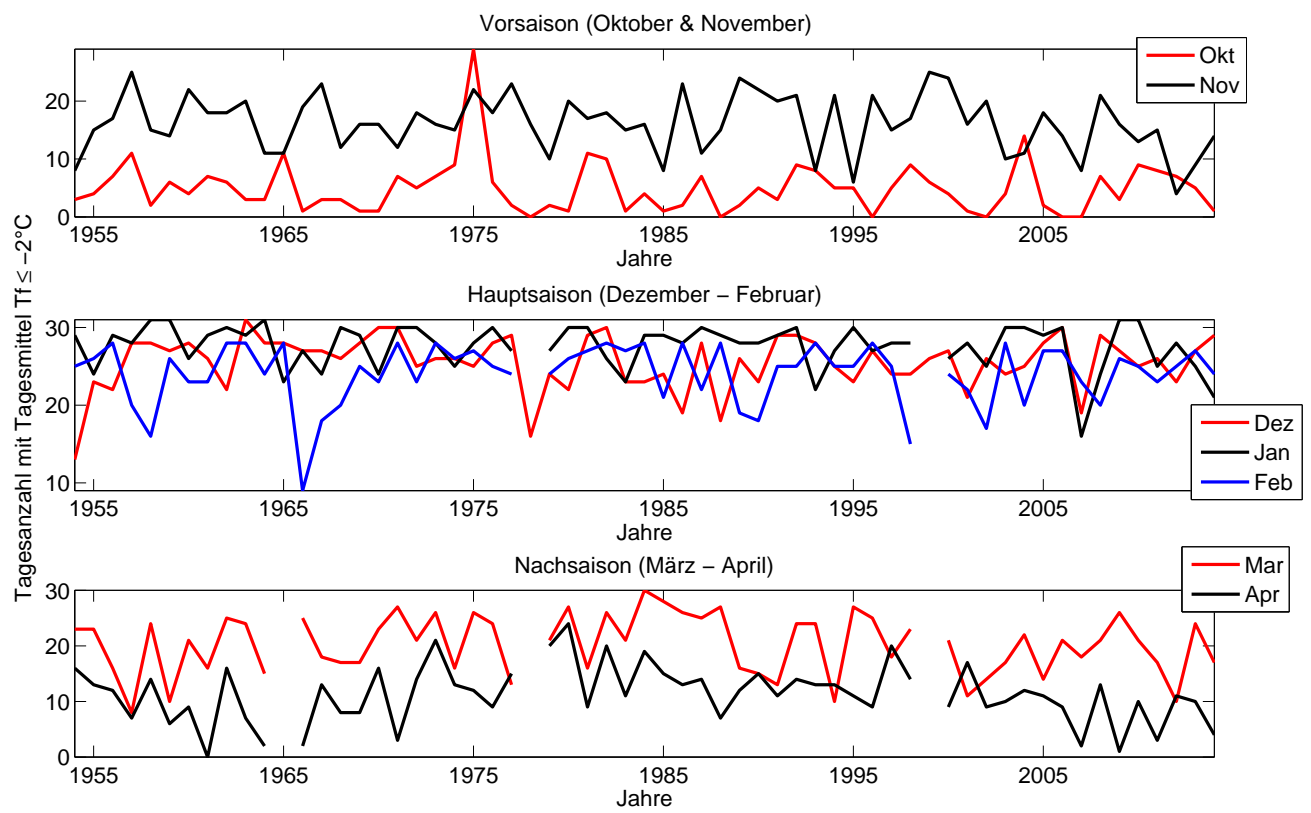 Vorsaison (Oktober & November)
Okt
Nov
20
10
0
1955 1965 1975 1985 1995 2005
Jahre
Tagesanzahl mit Tagesmittel Tf ≤ −2°C
Hauptsaison (Dezember − Februar)
30
20
10
Dez
Jan
Feb
1955 1965 1975 1985 1995 2005
Jahre
Nachsaison (März − April)
Mar
Apr
30
20
10
0
1955 1965 1975 1985 1995 2005
Jahre